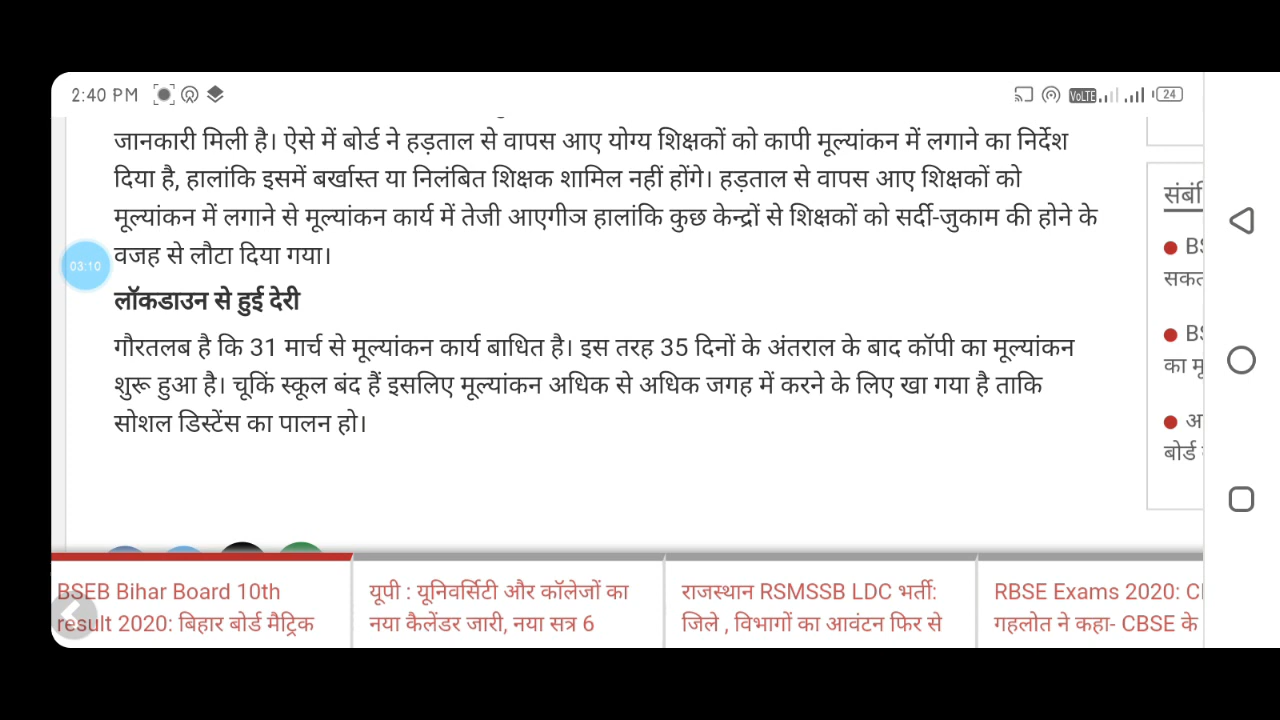 2:40 PM
VoLTE
24
जानकारी मिली है। ऐसे में बोर्ड ने हड़ताल से वापस आए योग्य शिक्षकों को कापी मूल्यांकन में लगाने का निर्देश
दिया है, हालांकि इसमें बर्खास्त या निलंबित शिक्षक शामिल नहीं होंगे। हड़ताल से वापस आए शिक्षकों को
मूल्यांकन में लगाने से मूल्यांकन कार्य में तेजी आएगीञ हालांकि कुछ केन्द्रों से शिक्षकों को सर्दी-जुकाम की होने के
वजह से लौटा दिया गया।
03:10
लॉकडाउन से हुई देरी
गौरतलब है कि 31 मार्च से मूल्यांकन कार्य बाधित है। इस तरह 35 दिनों के अंतराल के बाद कॉपी का मूल्यांकन
शुरू हुआ है। चूकिं स्कूल बंद हैं इसलिए मूल्यांकन अधिक से अधिक जगह में करने के लिए खा गया है ताकि
सोशल डिस्टेंस का पालन हो।
का
बोर्ड
BSEB Bihar Board 10th
result 2020: बिहार बोर्ड मैट्रिक
यूपी : यूनिवर्सिटी और कॉलेजों का
नया कैलेंडर जारी, नया सत्र 6
राजस्थान RSMSSB LDC भर्ती:
जिले , विभागों का आवंटन फिर से
RBSE Exams 2020:
गहलोत ने कहा- CBSE के